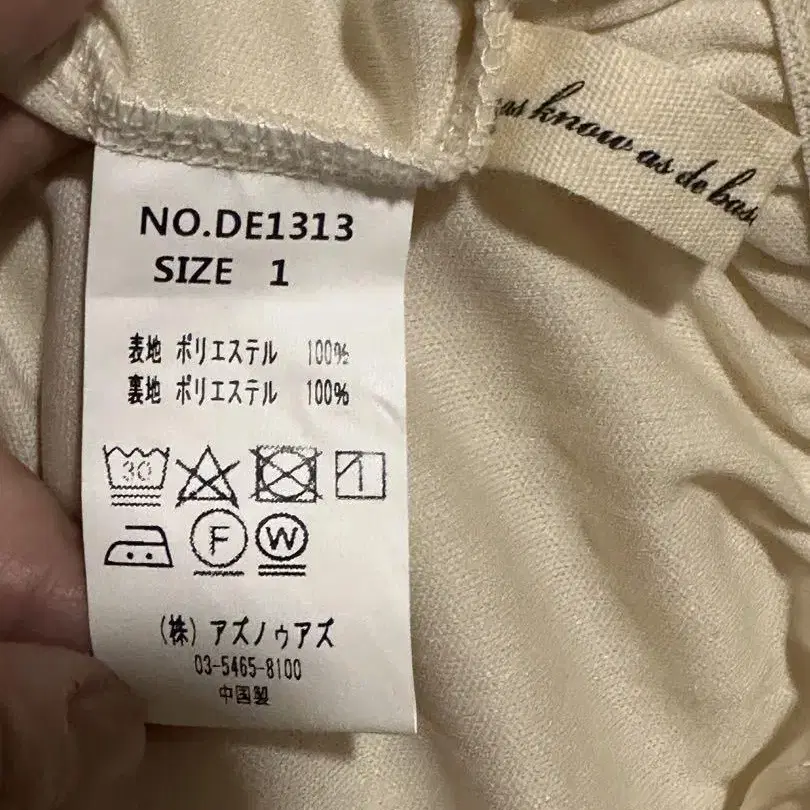 as know as de bas
NO.DE1313
SIZE 1
表地 ポリエステル 100%
裏地 ポリエステル 100%
30
1
F W
(株) アズノゥアズ
03-5465-8100
中国製